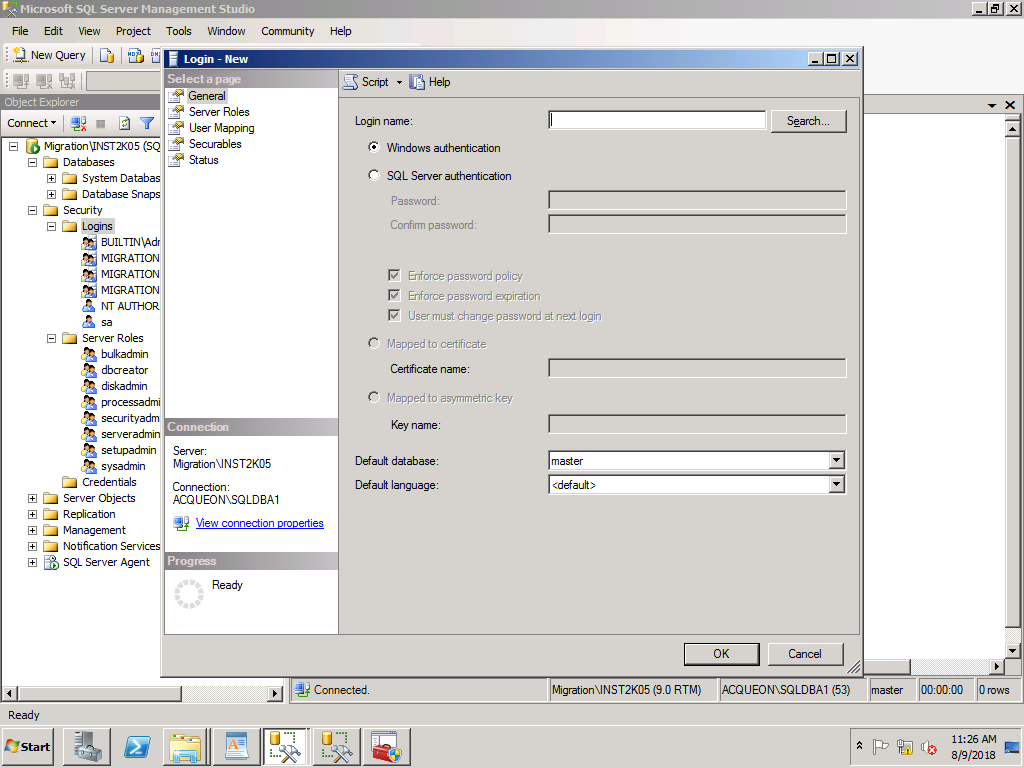 Microsoft SQL Server Management Studio
File Edit View Project Tools Window Community Help
New Query
Login - New
Select a page
General
Server Roles
User Mapping
Securables
Status
Script Help
Login name:
Search...
Windows authentication
SQL Server authentication
Password:
Confirm password:
Enforce password policy
Enforce password expiration
User must change password at next login
Mapped to certificate
Certificate name:
Mapped to asymmetric key
Key name:
Default database: master
Default language: <default>
Connection
Server:
Migration\INST2K05
Connection:
ACQUEON\SQLDBA1
View connection properties
Progress
Ready
OK Cancel
Object Explorer
Connect
Migration\INST2K05 (SQ
Databases
System Databas
Database Snaps
Security
Logins
BUILTIN\Adr
MIGRATION
MIGRATION
MIGRATION
NT AUTHOR
sa
Server Roles
bulkadmin
dbcreator
diskadmin
processadmi
securityadm
serveradmin
setupadmin
sysadmin
Credentials
Server Objects
Replication
Management
Notification Services
SQL Server Agent
Connected. Migration\INST2K05 (9.0 RTM) ACQUEON\SQLDBA1 (53) master 00:00:00 0 rows
Ready
Start
11:26 AM
8/9/2018